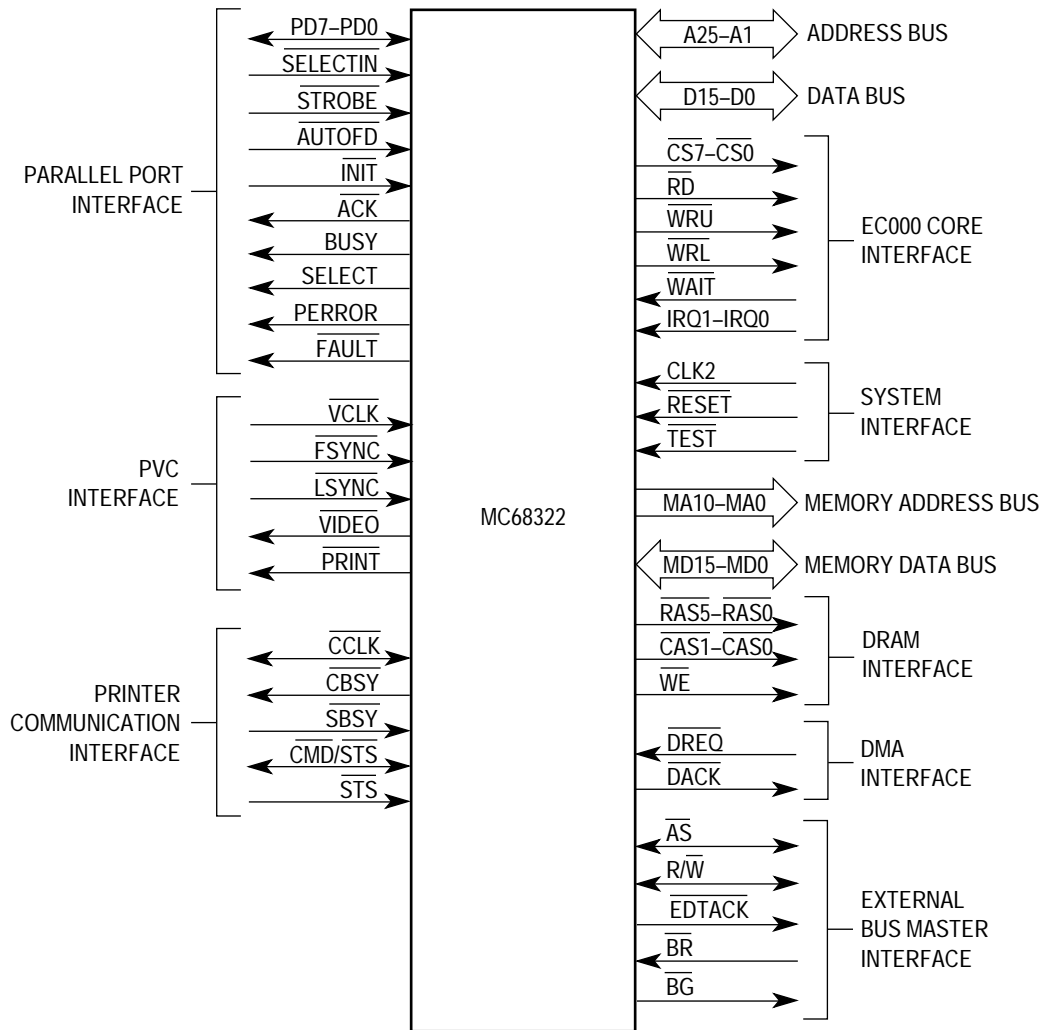 PARALLEL PORT
INTERFACE
PD7–PD0
SELECTIN
STROBE
AUTOFD
INIT
ACK
BUSY
SELECT
PERROR
FAULT
PVC
INTERFACE
VCLK
FSYNC
LSYNC
VIDEO
PRINT
PRINTER
COMMUNICATION
INTERFACE
CCLK
CBSY
SBSY
CMD/STS
STS
MC68322
A25–A1
ADDRESS BUS
D15–D0
DATA BUS
CS7–CS0
RD
WRU
WRL
WAIT
IRQ1–IRQ0
EC000 CORE
INTERFACE
CLK2
RESET
TEST
SYSTEM
INTERFACE
MA10–MA0
MEMORY ADDRESS BUS
MD15–MD0
MEMORY DATA BUS
RAS5–RAS0
CAS1–CAS0
WE
DRAM
INTERFACE
DREQ
DACK
DMA
INTERFACE
AS
R/W
EDTACK
BR
BG
EXTERNAL
BUS MASTER
INTERFACE